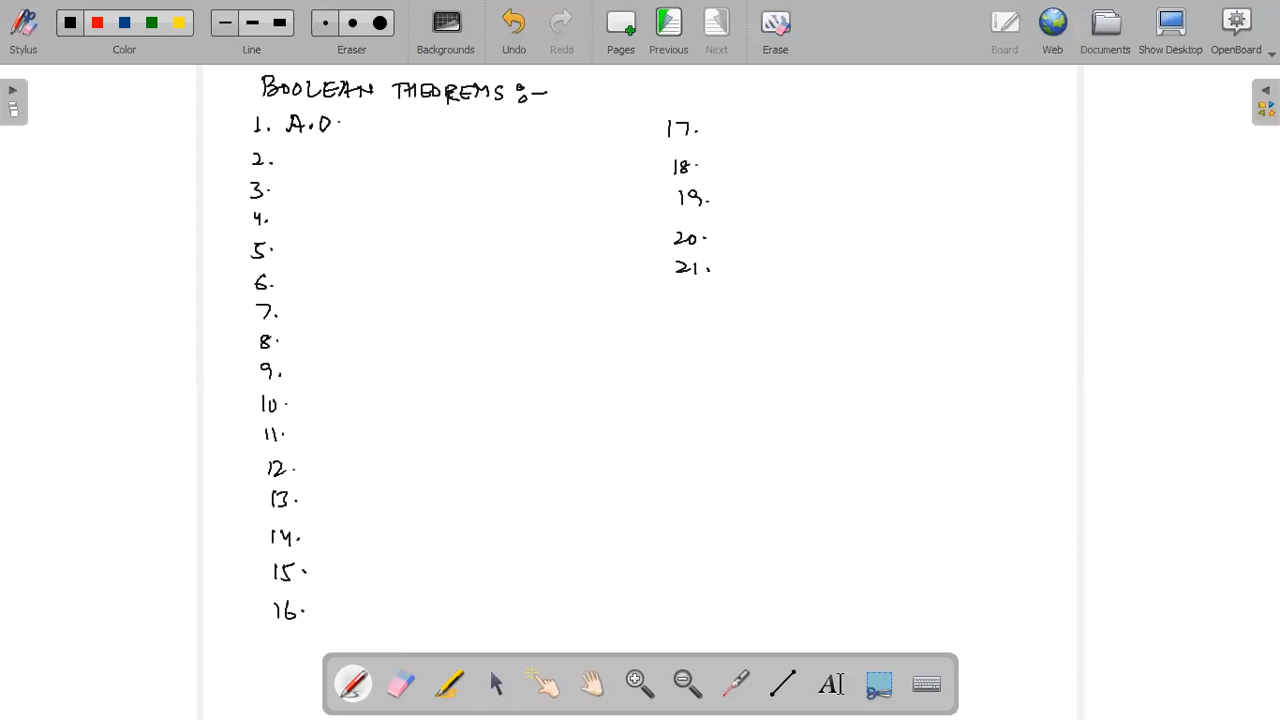 Stylus
Color
Line
Eraser
Backgrounds
Undo
Redo
Pages
Previous
Next
Erase
Board
Web
Documents
Show Desktop
OpenBoard
BOOLEAN THEOREMS :-
1. A.0
2.
3.
4.
5.
6.
7.
8.
9.
10.
11.
12.
13.
14.
15.
16.
17.
18.
19.
20.
21.